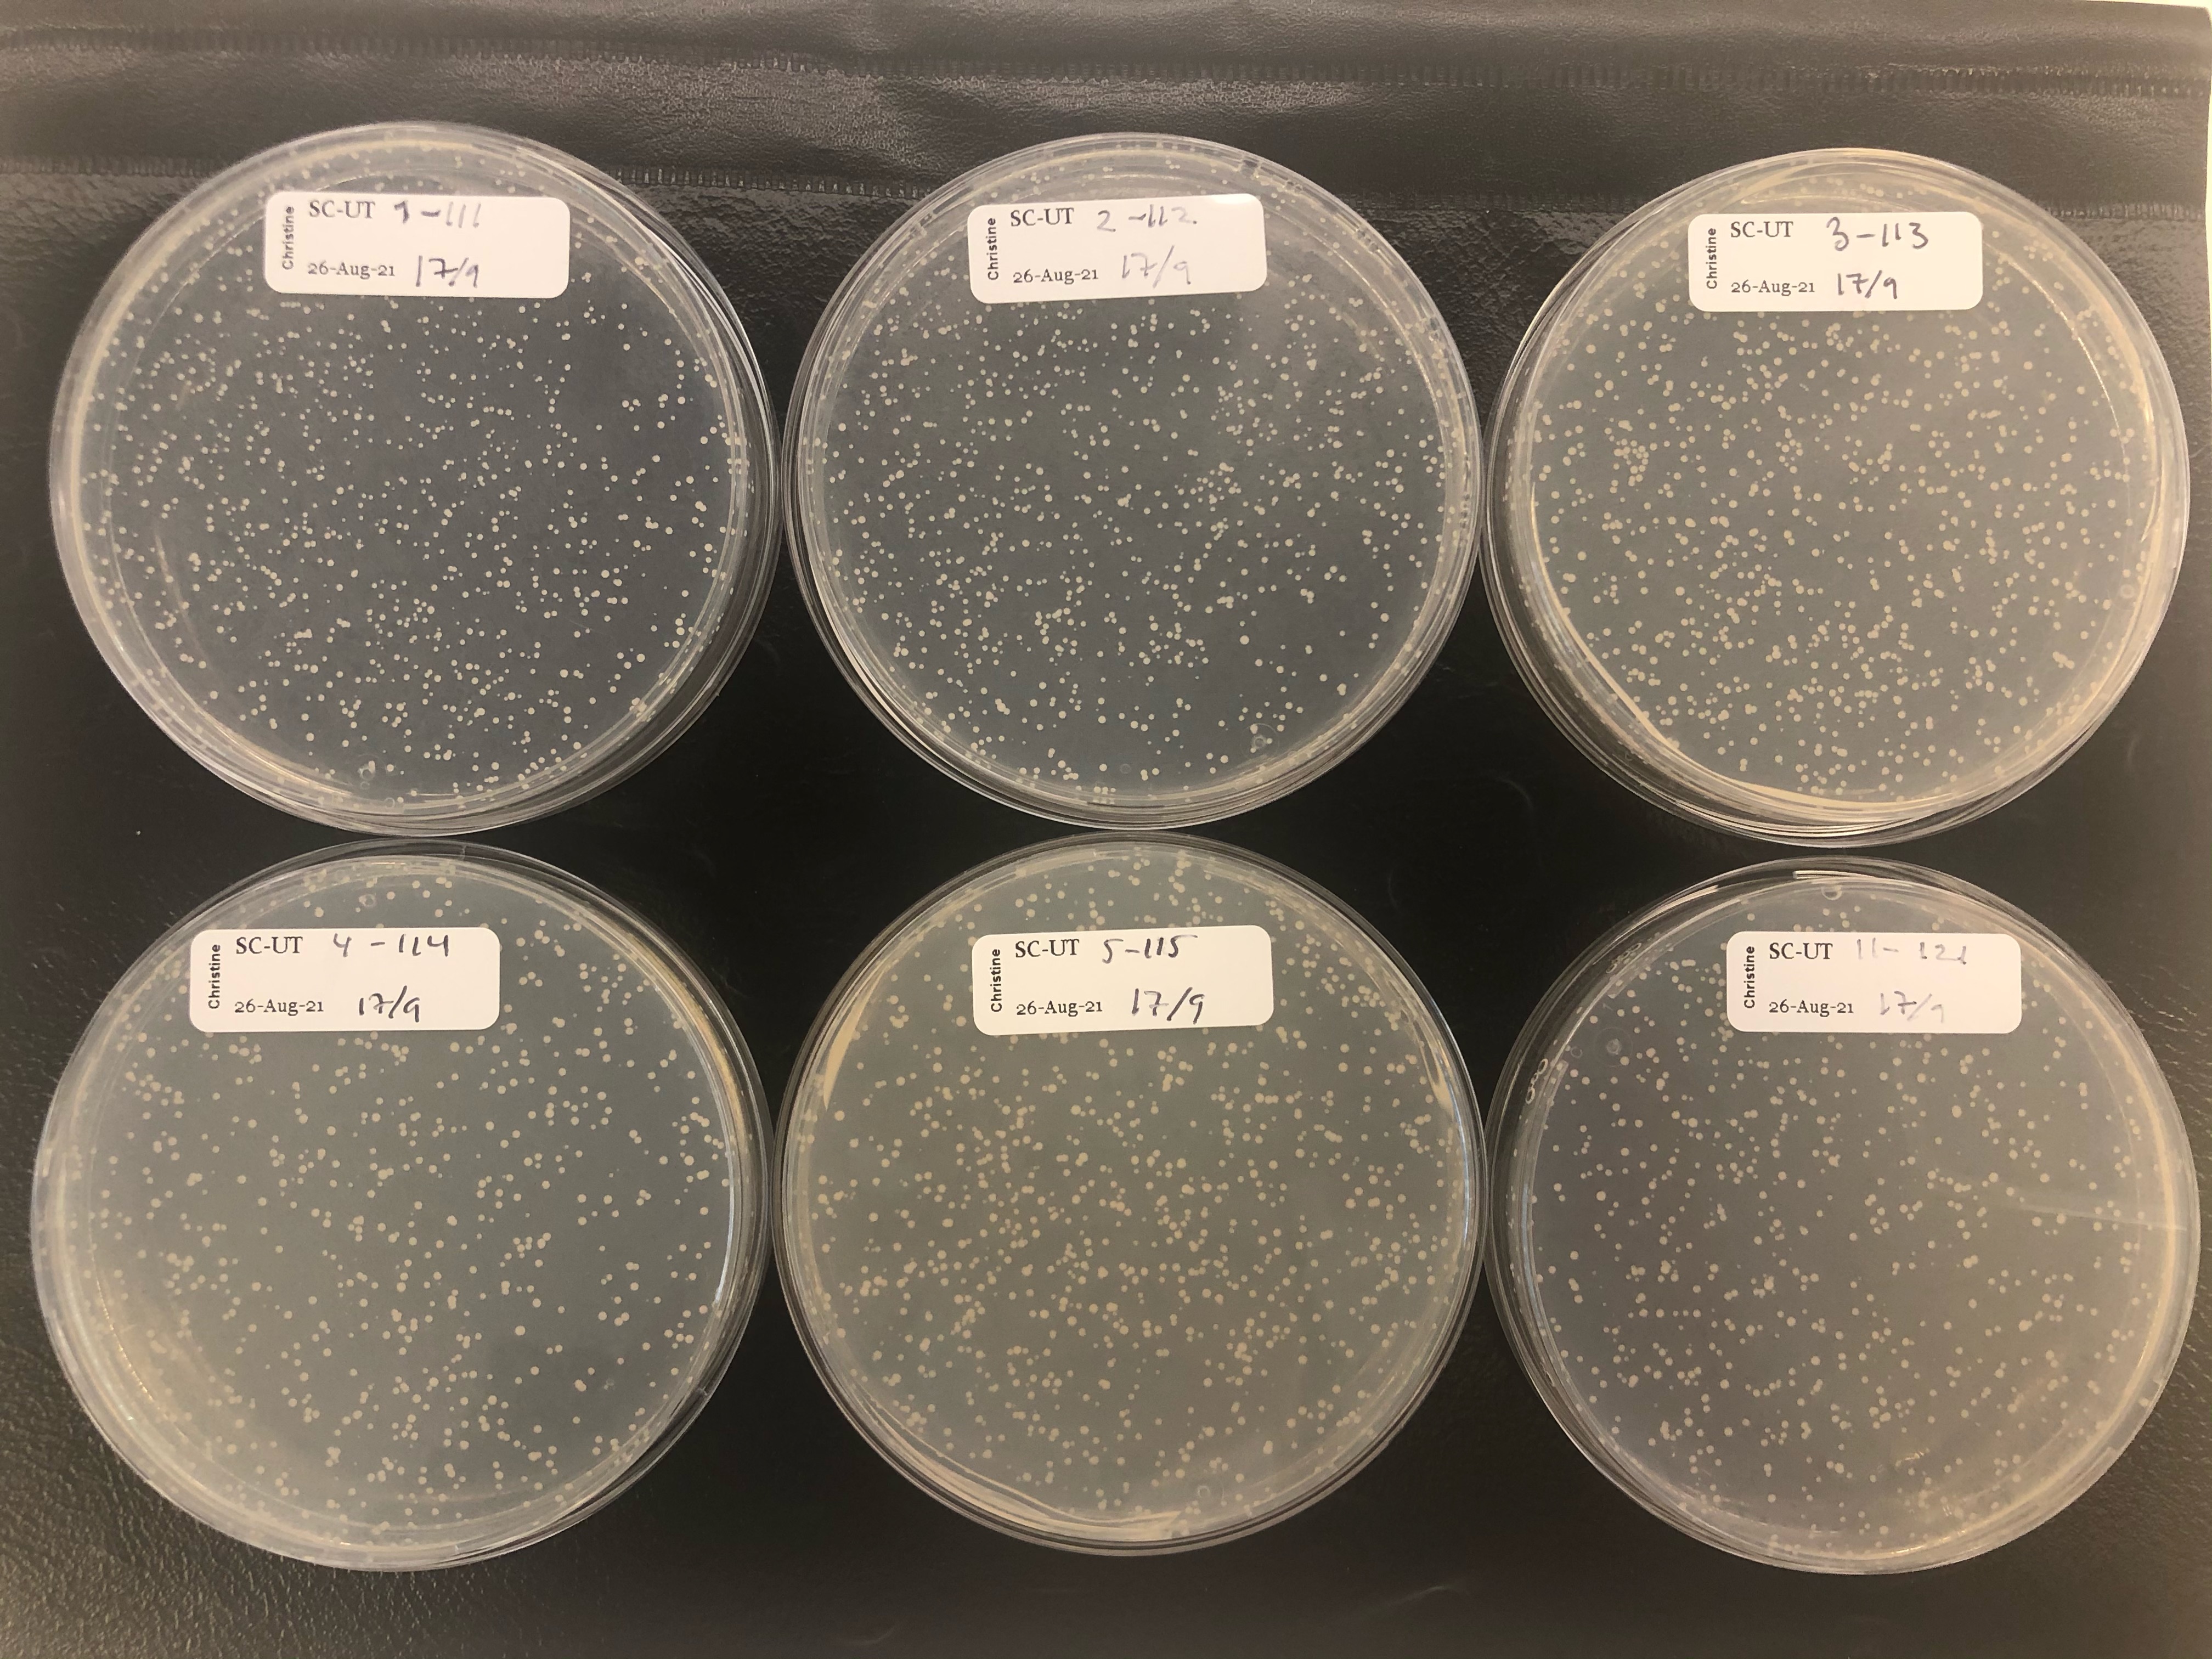 Christine
SC-UT 1-111
26-Aug-21 17/9
Christine
SC-UT 2-112
26-Aug-21 17/9
Christine
SC-UT 3-113
26-Aug-21 17/9
Christine
SC-UT 4-114
26-Aug-21 17/9
Christine
SC-UT 5-115
26-Aug-21 17/9
Christine
SC-UT 11-121
26-Aug-21 17/9